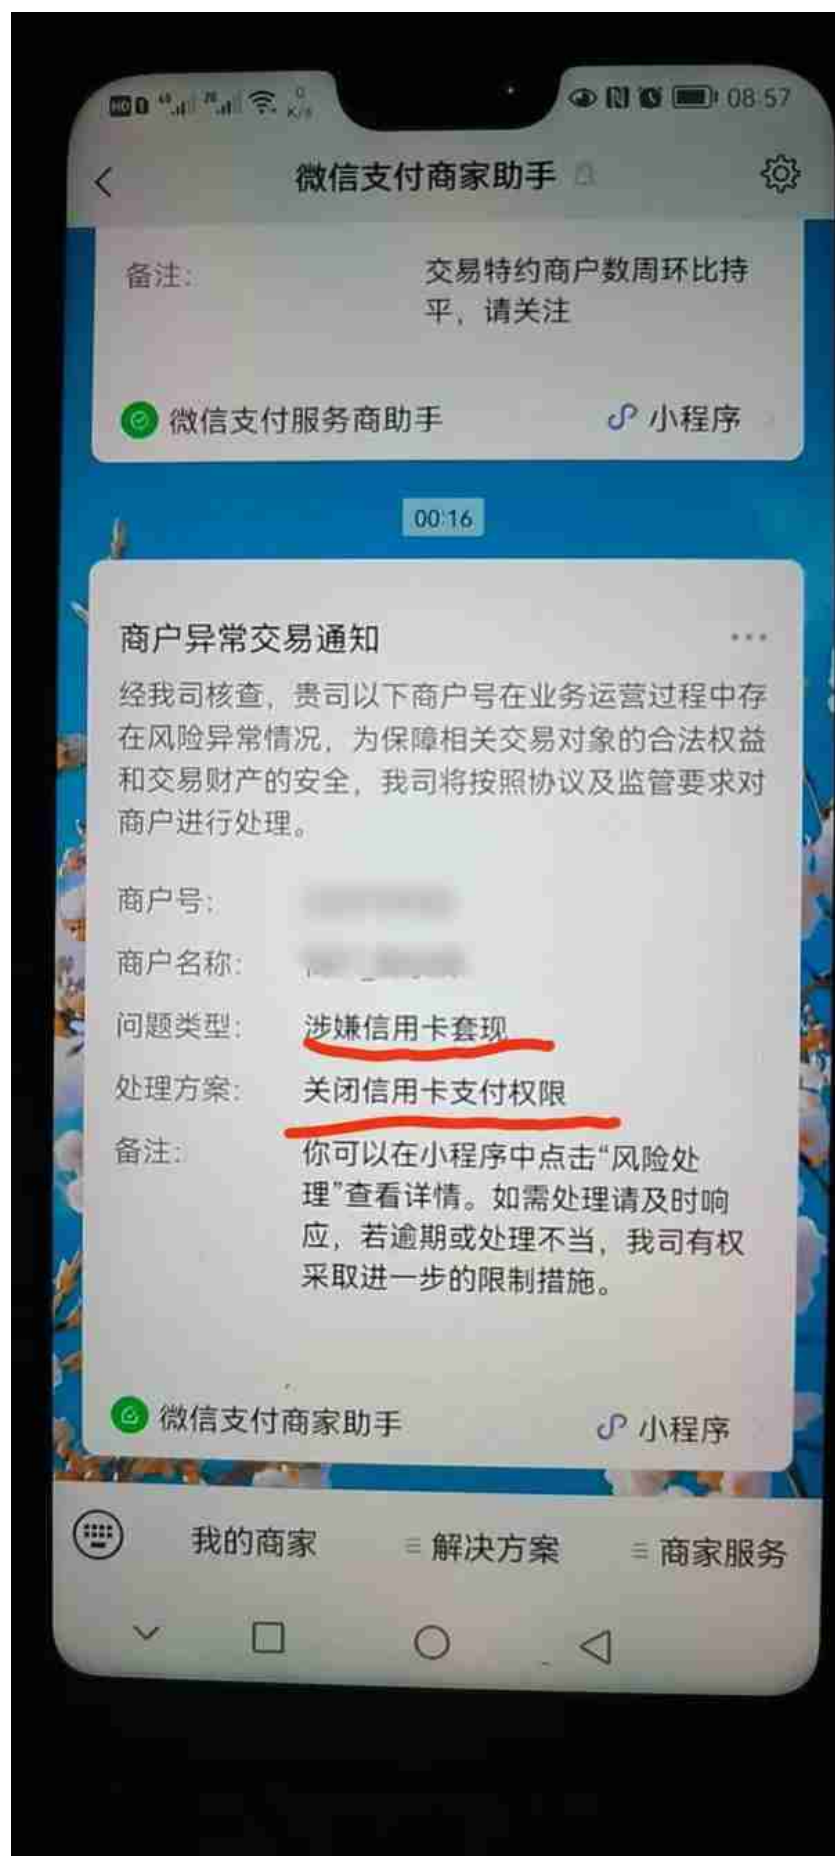 HD 4G 2G 0 K/s 08:57
微信支付商家助手
备注: 交易特约商户数周环比持
平，请关注
微信支付服务商助手 小程序
00:16
商户异常交易通知
经我司核查，贵司以下商户号在业务运营过程中存
在风险异常情况，为保障相关交易对象的合法权益
和交易财产的安全，我司将按照协议及监管要求对
商户进行处理。
商户号:
商户名称:
问题类型: 涉嫌信用卡套现
处理方案: 关闭信用卡支付权限
备注: 你可以在小程序中点击“风险处
理”查看详情。如需处理请及时响
应，若逾期或处理不当，我司有权
采取进一步的限制措施。
微信支付商家助手 小程序
我的商家 解决方案 商家服务